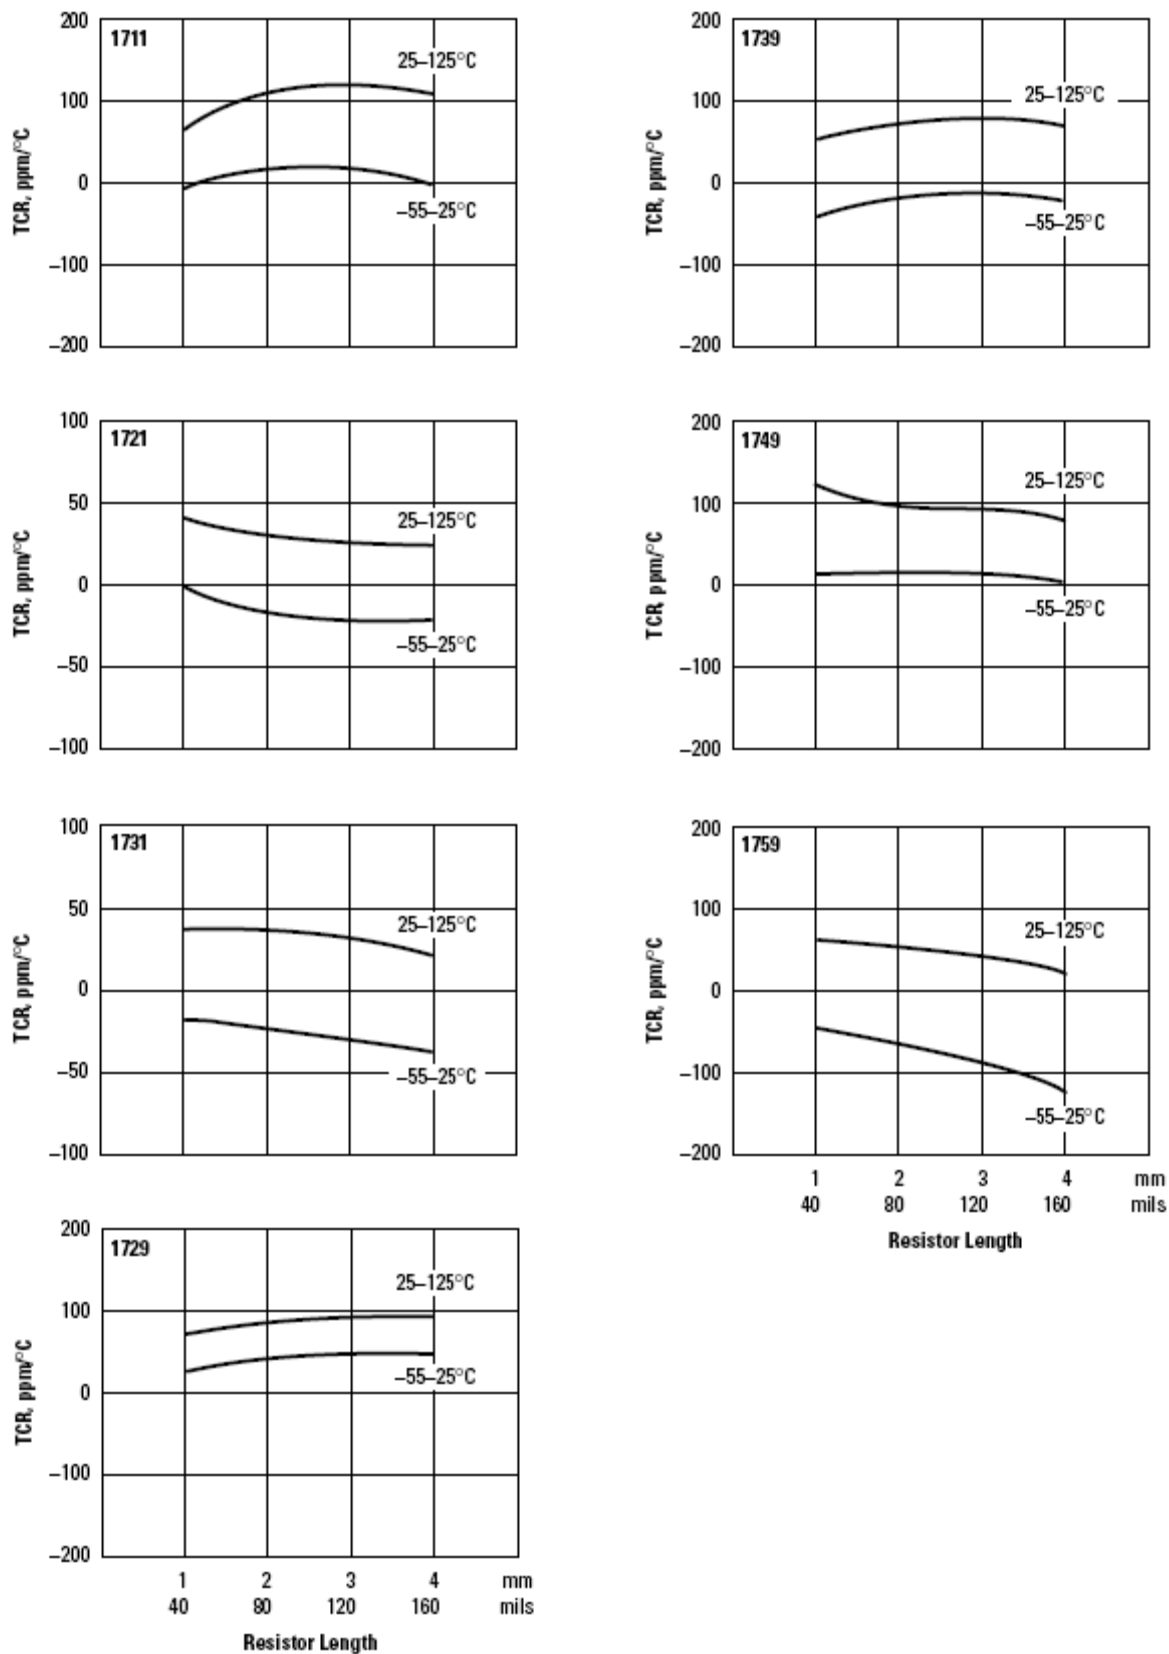 200
1711
25–125°C
100
0
–55–25°C
–100
–200
TCR, ppm/°C
200
1739
25–125°C
100
0
–55–25°C
–100
–200
TCR, ppm/°C
100
1721
50
25–125°C
0
–55–25°C
–50
–100
TCR, ppm/°C
200
1749
25–125°C
100
0
–55–25°C
–100
–200
TCR, ppm/°C
100
1731
50
25–125°C
0
–50
–55–25°C
–100
TCR, ppm/°C
200
1759
100
25–125°C
0
–100
–55–25°C
–200
TCR, ppm/°C
1 2 3 4 mm
40 80 120 160 mils
Resistor Length
200
1729
25–125°C
100
–55–25°C
0
–100
–200
TCR, ppm/°C
1 2 3 4 mm
40 80 120 160 mils
Resistor Length